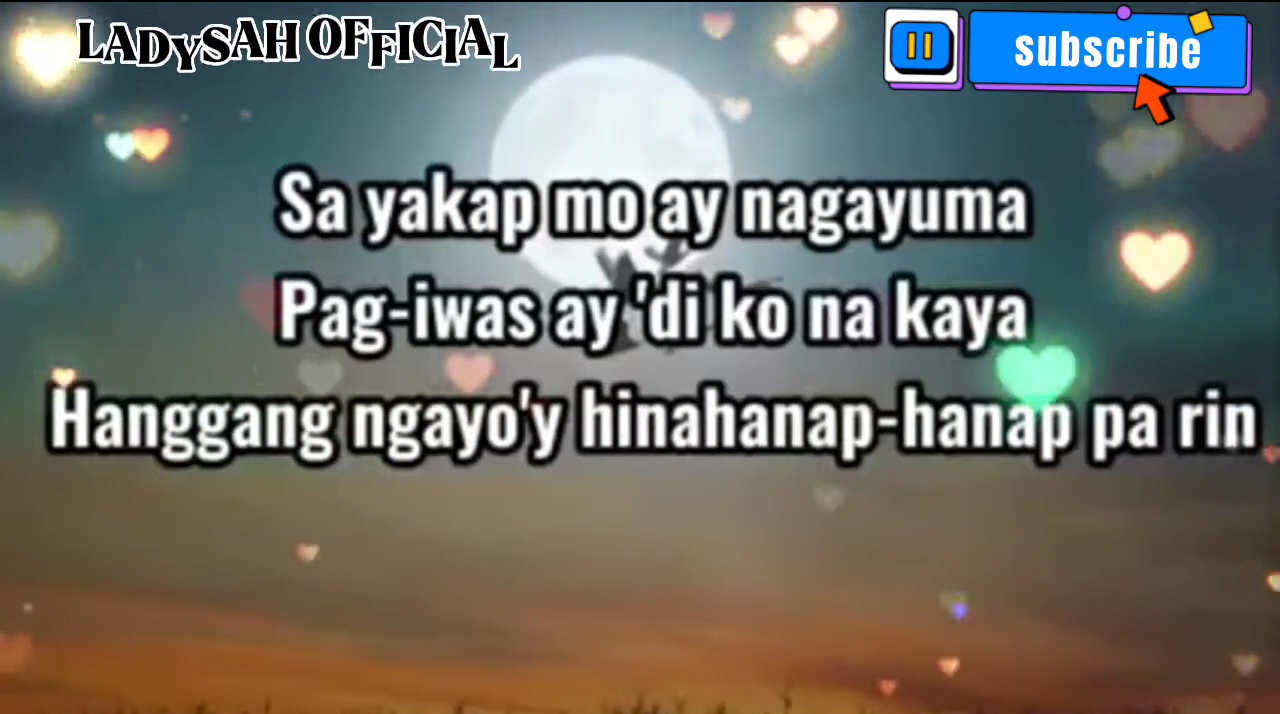 LADYSAH OFFICIAL
subscribe
Sa yakap mo ay nagayuma
Pag-iwas ay 'di ko na kaya
Hanggang ngayo'y hinahanap-hanap pa rin